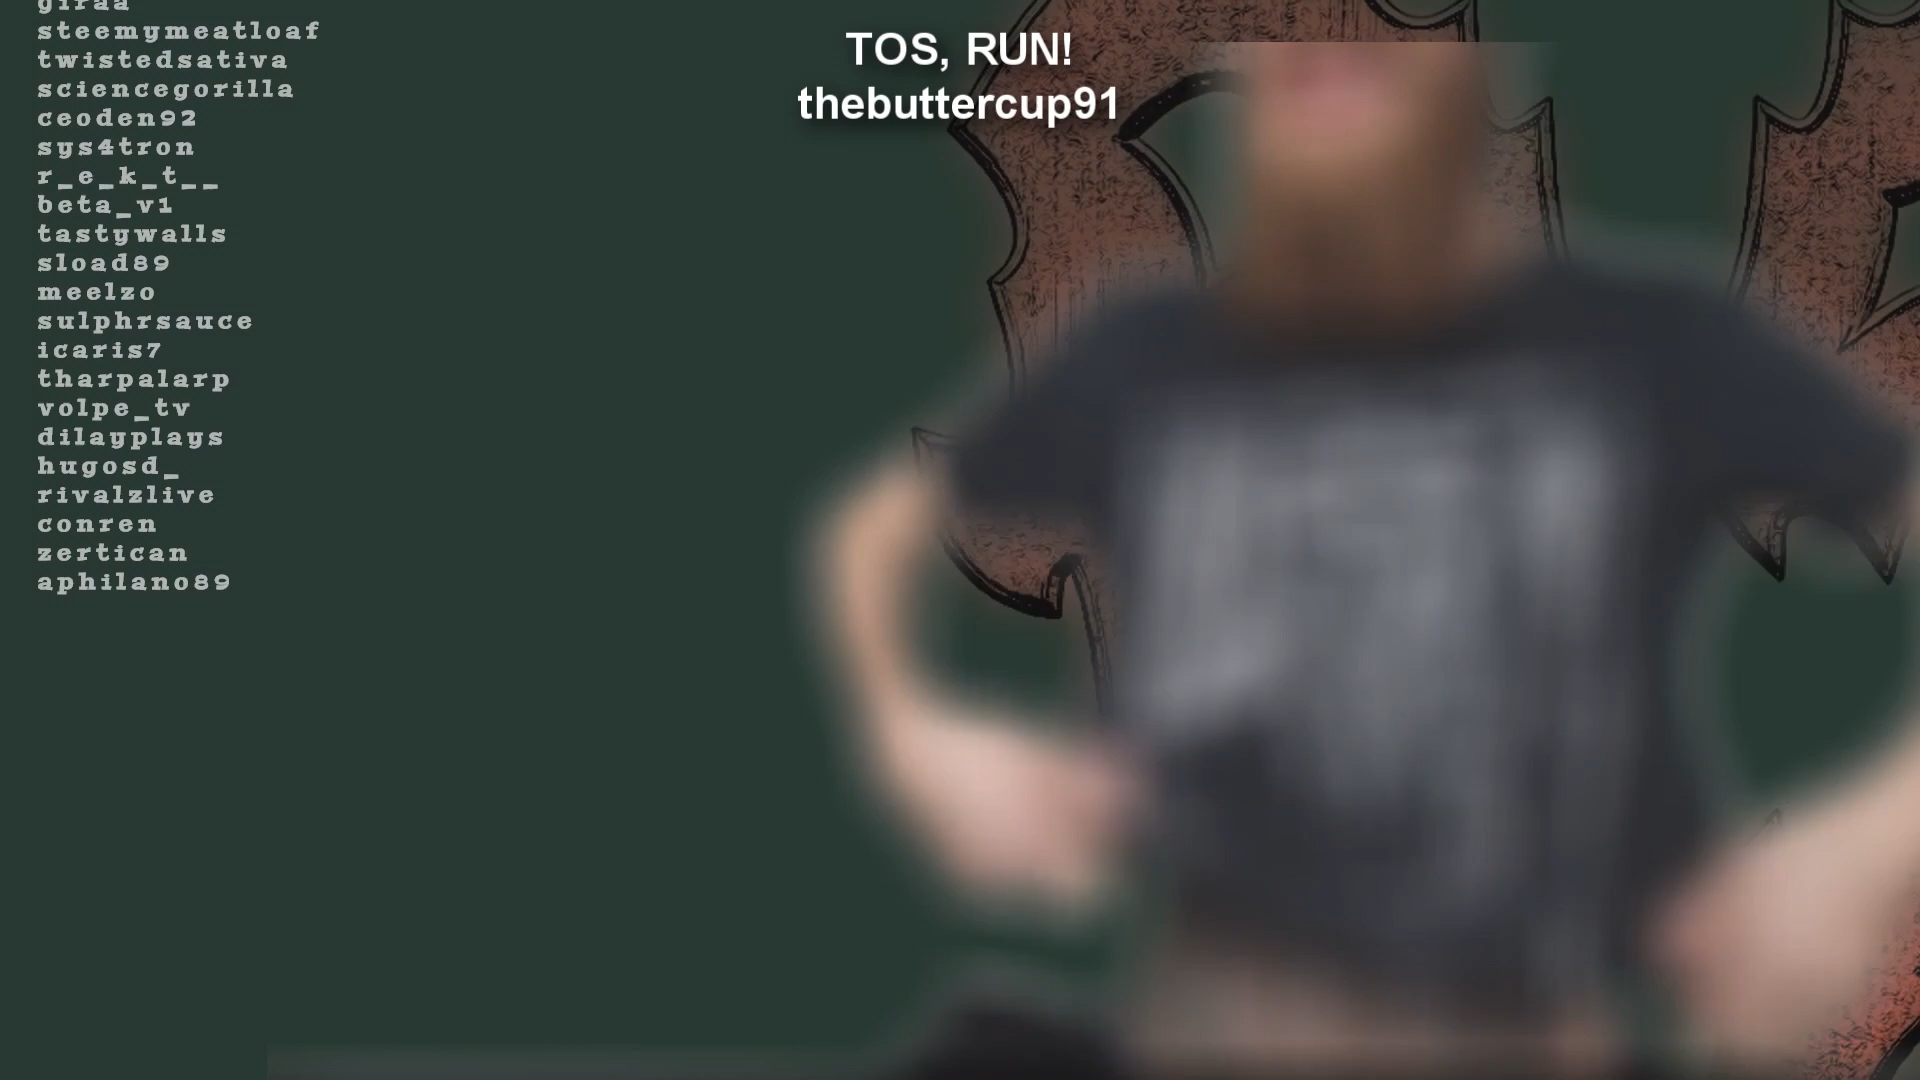 giraa
steemymeatloaf
twistedsativa
sciencegorilla
ceoden92
sys4tron
r_e_k_t__
beta_v1
tastywalls
sload89
meelzo
sulphrsauce
icaris7
tharpalarp
volpe_tv
dilayplays
hugosd_
rivalzlive
conren
zertican
aphilano89
TOS, RUN!
thebuttercup91